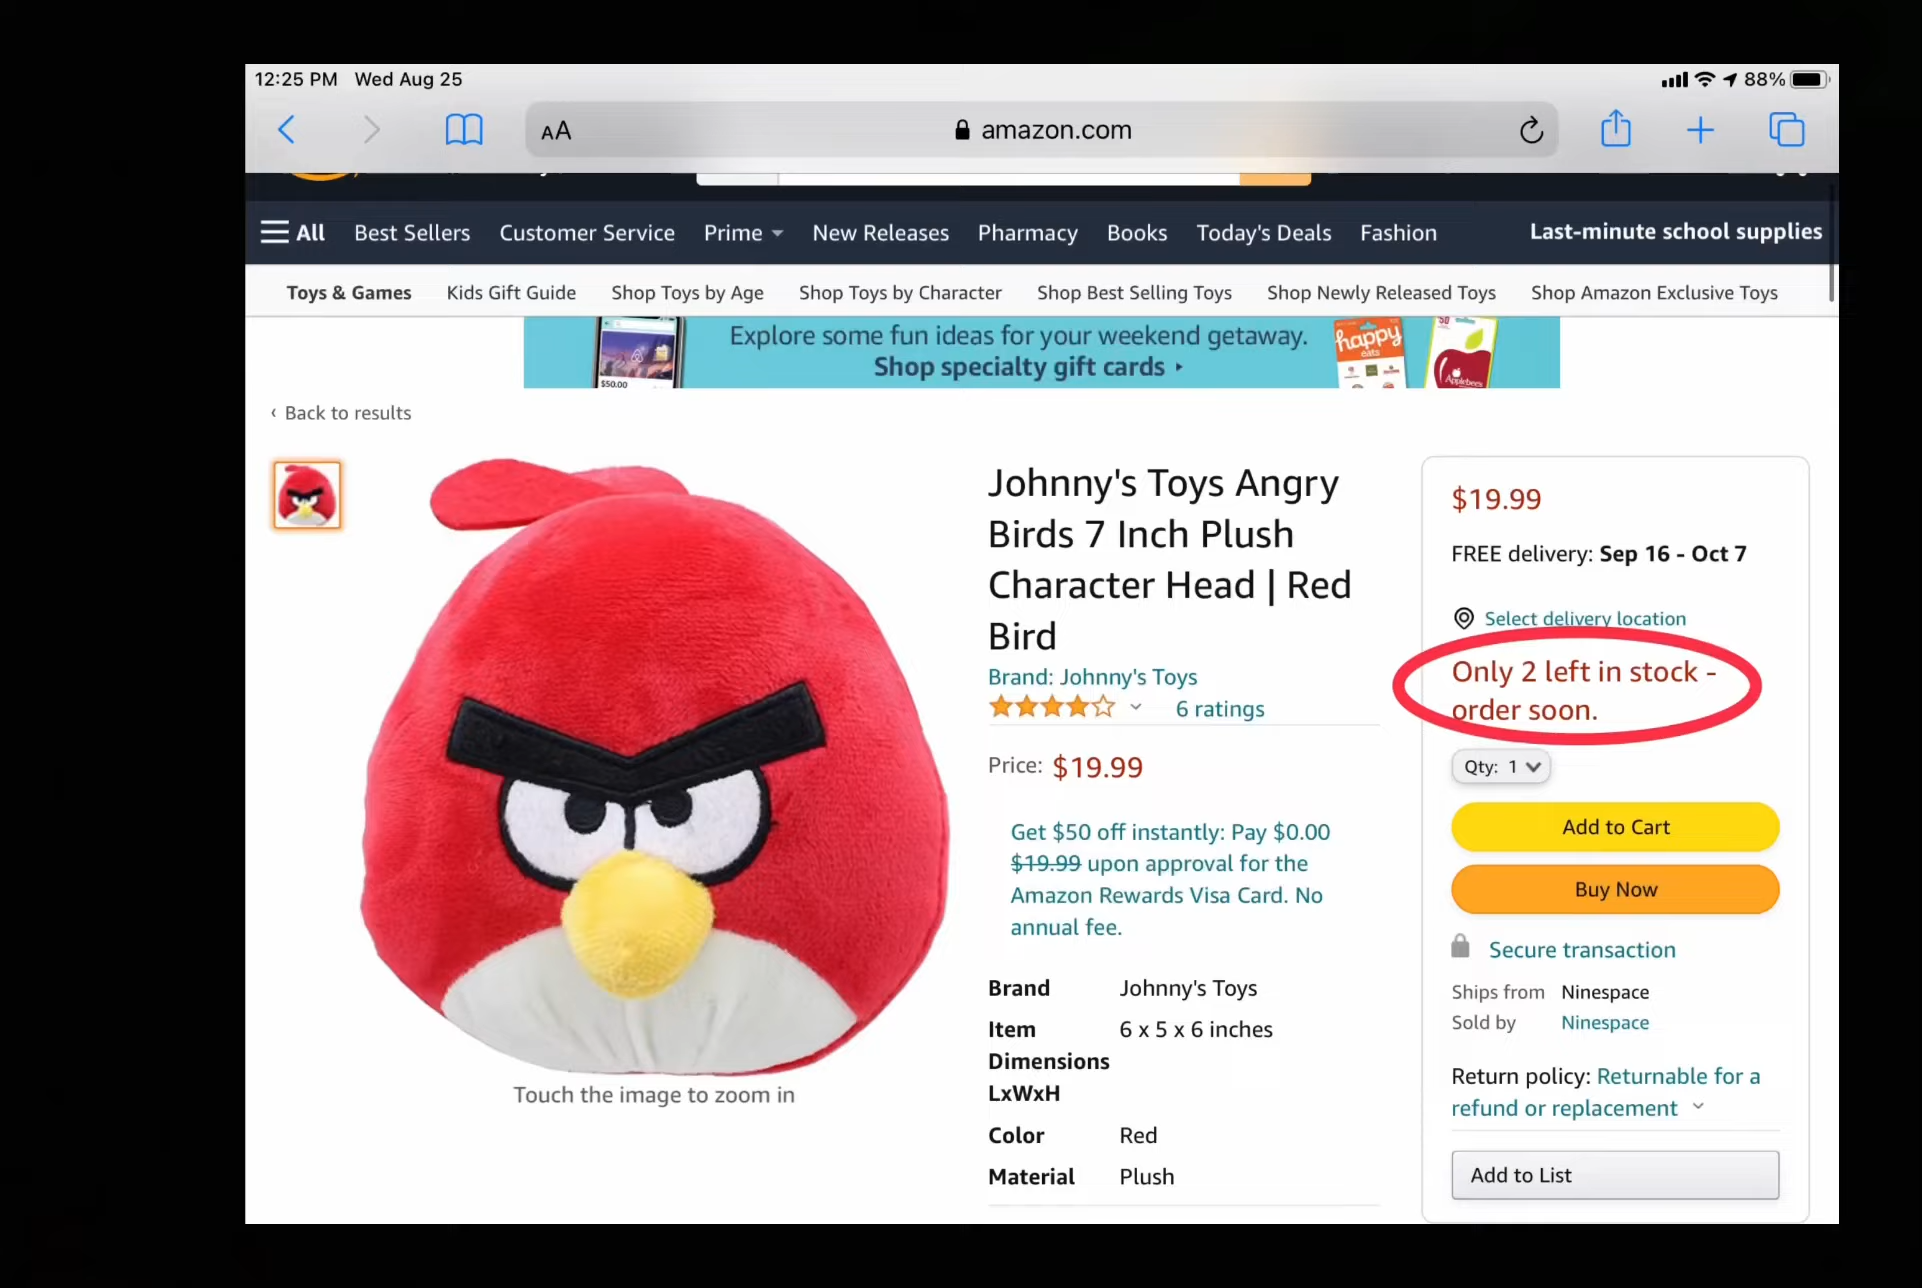 12:25 PM Wed Aug 25
88%
AA
amazon.com
All Best Sellers Customer Service Prime New Releases Pharmacy Books Today's Deals Fashion Last-minute school supplies
Toys & Games Kids Gift Guide Shop Toys by Age Shop Toys by Character Shop Best Selling Toys Shop Newly Released Toys Shop Amazon Exclusive Toys
Explore some fun ideas for your weekend getaway.
Shop specialty gift cards ‣
$50.00
happy
eats
50
Applebee's
‹ Back to results
Johnny's Toys Angry
Birds 7 Inch Plush
Character Head | Red
Bird
Brand: Johnny's Toys
6 ratings
Price: $19.99
Get $50 off instantly: Pay $0.00
$19.99 upon approval for the
Amazon Rewards Visa Card. No
annual fee.
Brand Johnny's Toys
Item 6 x 5 x 6 inches
Dimensions
LxWxH
Color Red
Material Plush
Touch the image to zoom in
$19.99
FREE delivery: Sep 16 - Oct 7
Select delivery location
Only 2 left in stock -
order soon.
Qty: 1
Add to Cart
Buy Now
Secure transaction
Ships from Ninespace
Sold by Ninespace
Return policy: Returnable for a
refund or replacement
Add to List